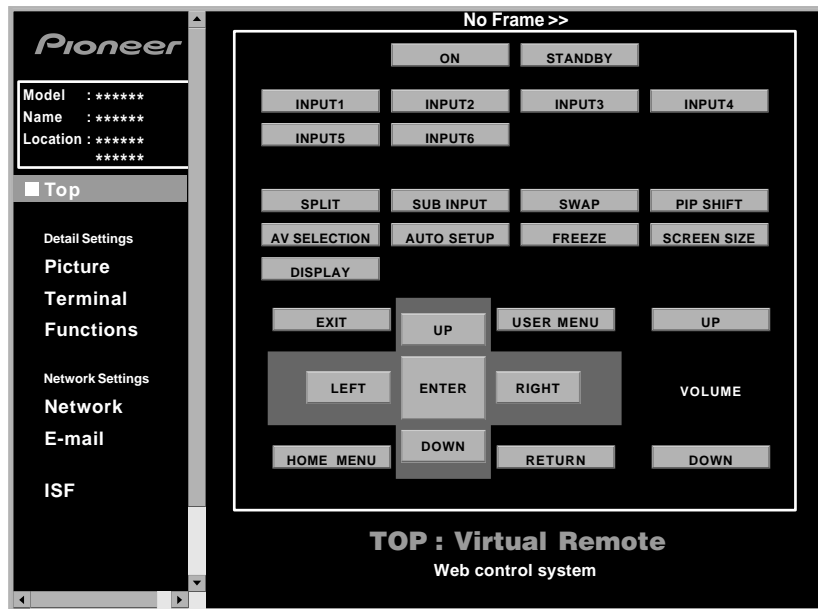 Pioneer
Model : ******
Name : ******
Location : ******
******
Top
Detail Settings
Picture
Terminal
Functions
Network Settings
Network
E-mail
ISF
No Frame >>
ON STANDBY
INPUT1 INPUT2 INPUT3 INPUT4
INPUT5 INPUT6
SPLIT SUB INPUT SWAP PIP SHIFT
AV SELECTION AUTO SETUP FREEZE SCREEN SIZE
DISPLAY
EXIT UP USER MENU UP
LEFT ENTER RIGHT VOLUME
HOME MENU DOWN RETURN DOWN
TOP : Virtual Remote
Web control system